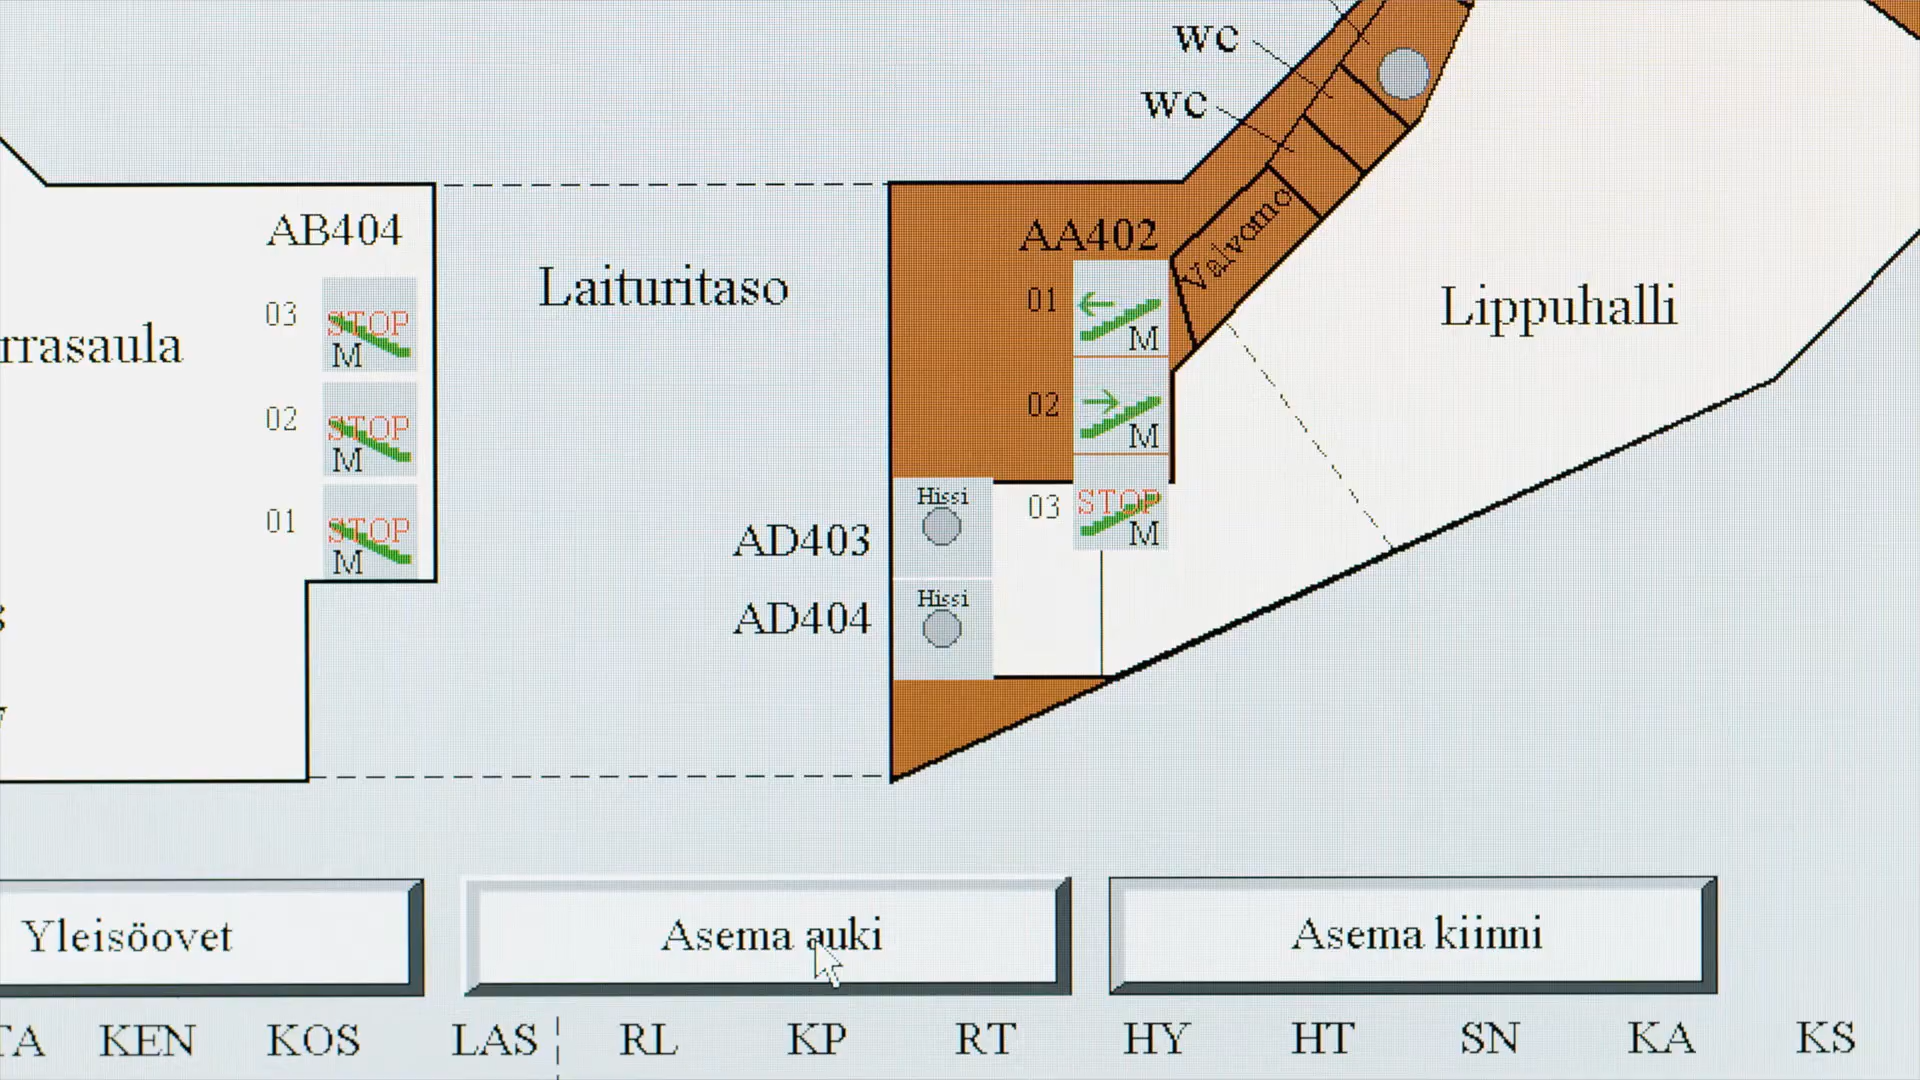 WC
WC
AB404
AA402
Valvomo
Laituritaso
Lippuhalli
03
STOP
M
01
M
rrasaula
02
STOP
M
02
M
01
STOP
M
03
STOP
M
Hissi
AD403
Hissi
AD404
Yleisöovet
Asema auki
Asema kiinni
TA KEN KOS LAS RL KP RT HY HT SN KA KS